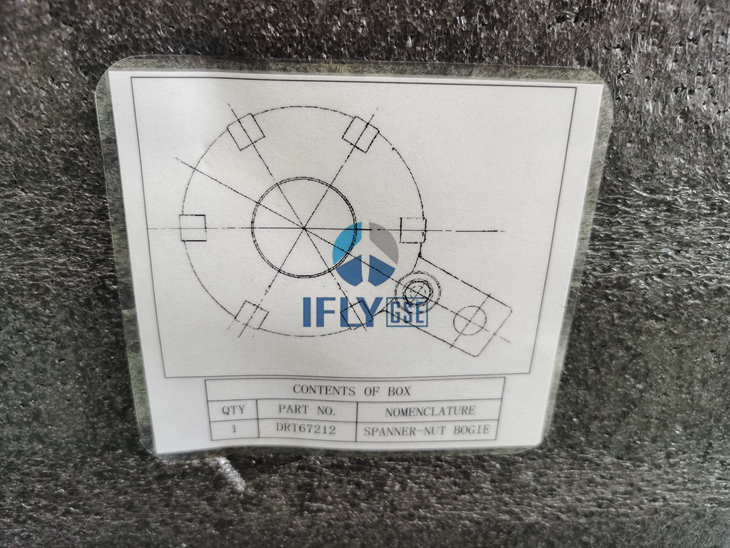 IFLY GSE
CONTENTS OF BOX
QTY PART NO. NOMENCLATURE
1 DRT67212 SPANNER-NUT BOGIE